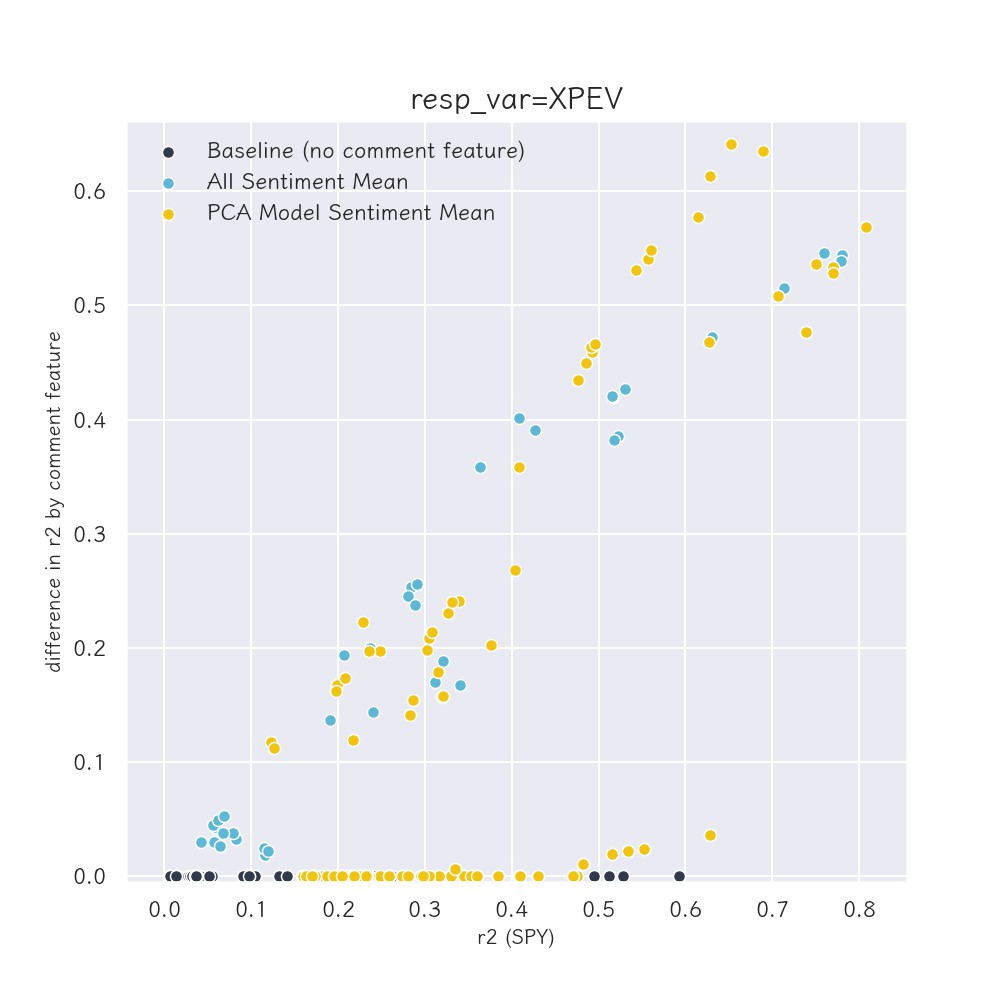 resp_var=XPEV
Baseline (no comment feature)
All Sentiment Mean
PCA Model Sentiment Mean
difference in r2 by comment feature
0.6
0.5
0.4
0.3
0.2
0.1
0.0
0.0 0.1 0.2 0.3 0.4 0.5 0.6 0.7 0.8
r2 (SPY)